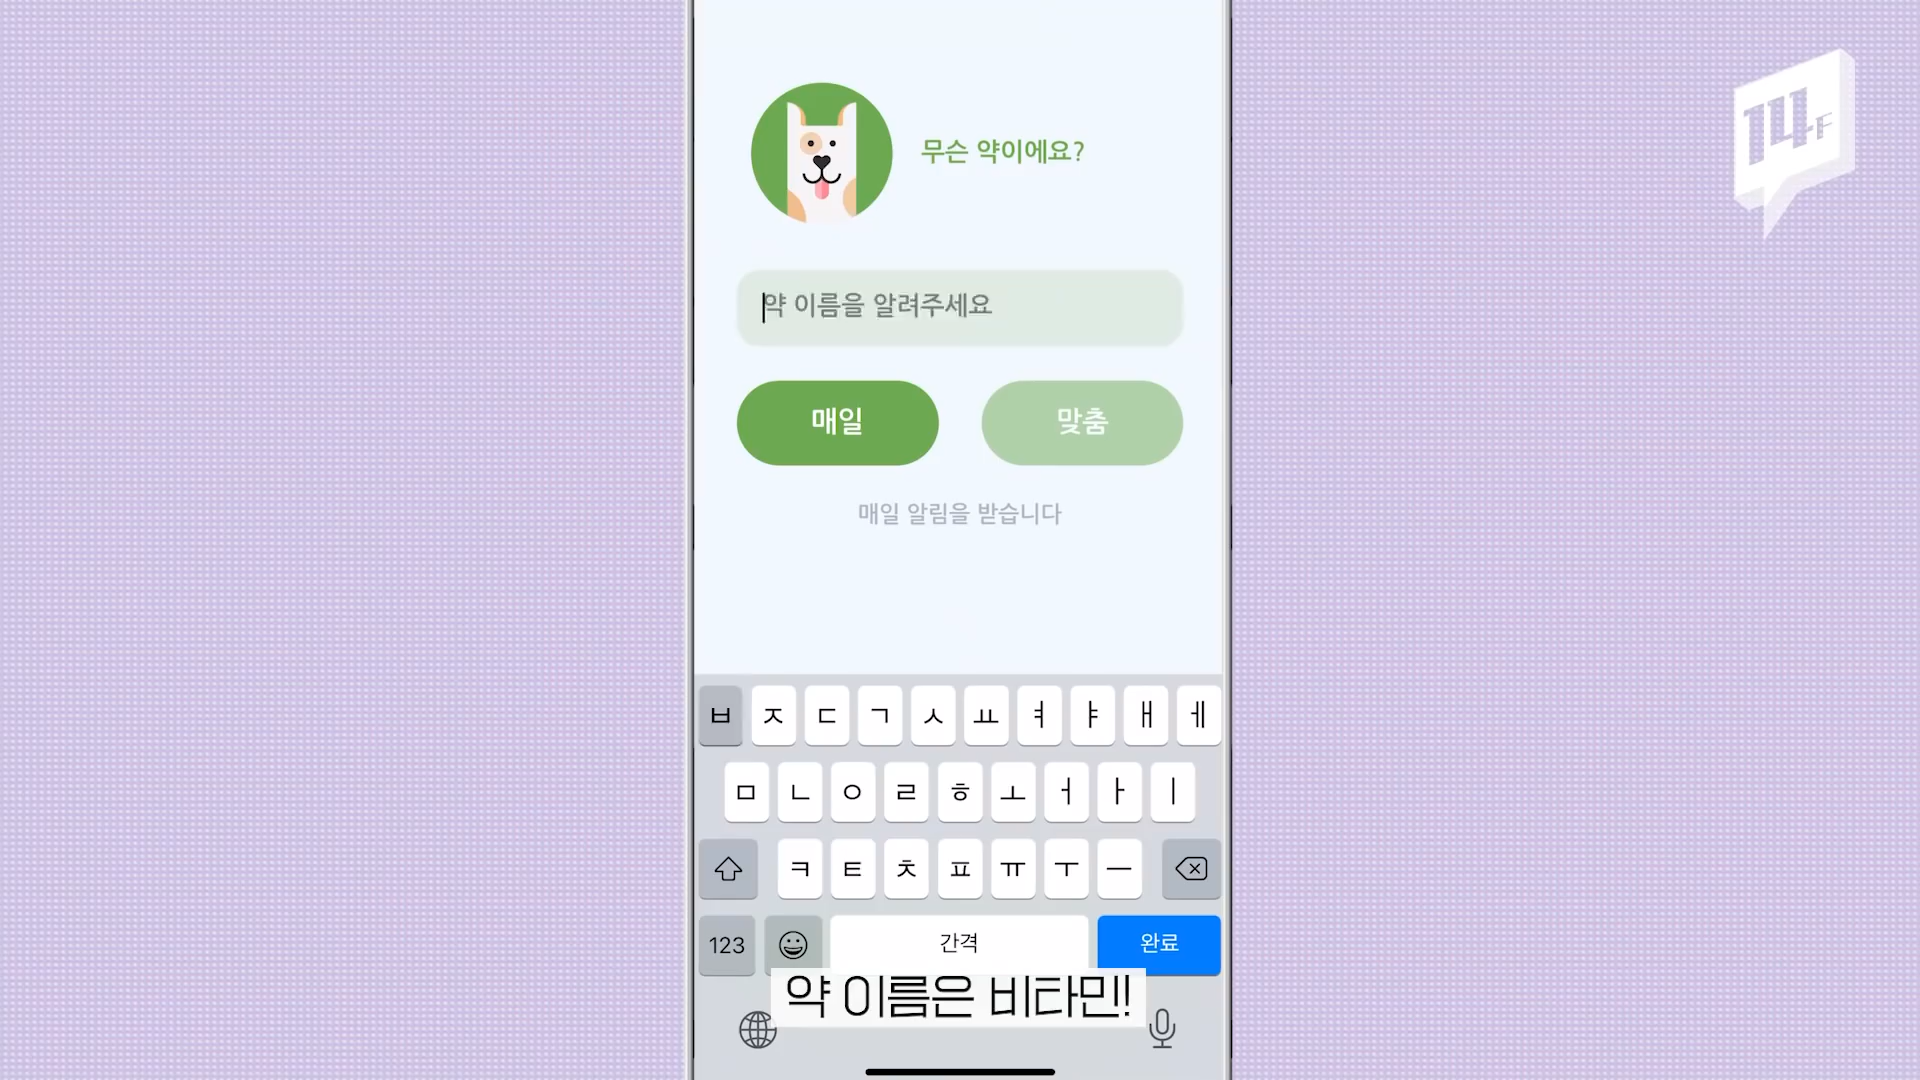 14F
무슨 약이에요?
약 이름을 알려주세요
매일
맞춤
매일 알림을 받습니다
ㅂ ㅈ ㄷ ㄱ ㅅ ㅛ ㅕ ㅑ ㅐ ㅔ
ㅁ ㄴ ㅇ ㄹ ㅎ ㅗ ㅓ ㅏ ㅣ
ㅋ ㅌ ㅊ ㅍ ㅠ ㅜ ㅡ
123 간격 완료
약 이름은 비타민!